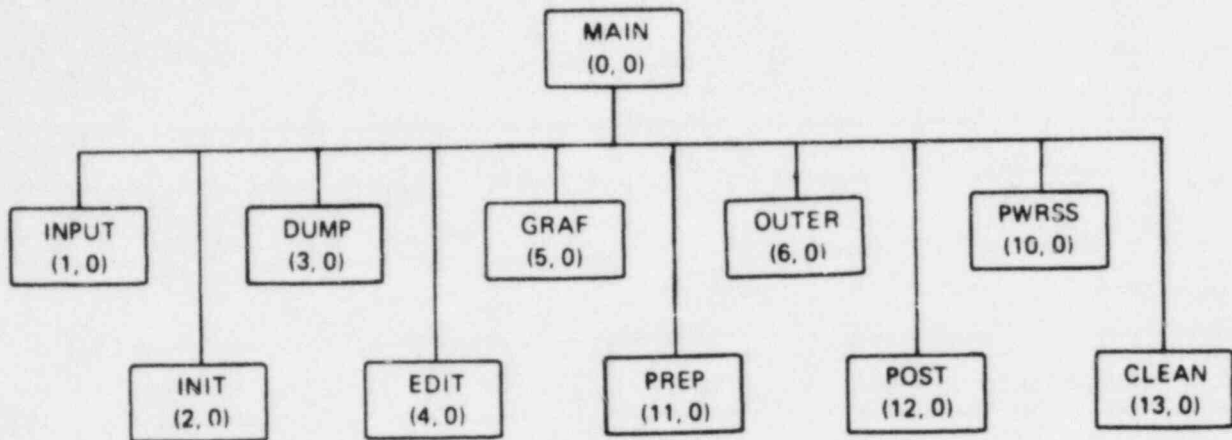 MAIN
(0, 0)
INPUT
(1, 0)
DUMP
(3, 0)
GRAF
(5, 0)
OUTER
(6, 0)
PWRSS
(10, 0)
INIT
(2, 0)
EDIT
(4, 0)
PREP
(11, 0)
POST
(12, 0)
CLEAN
(13, 0)